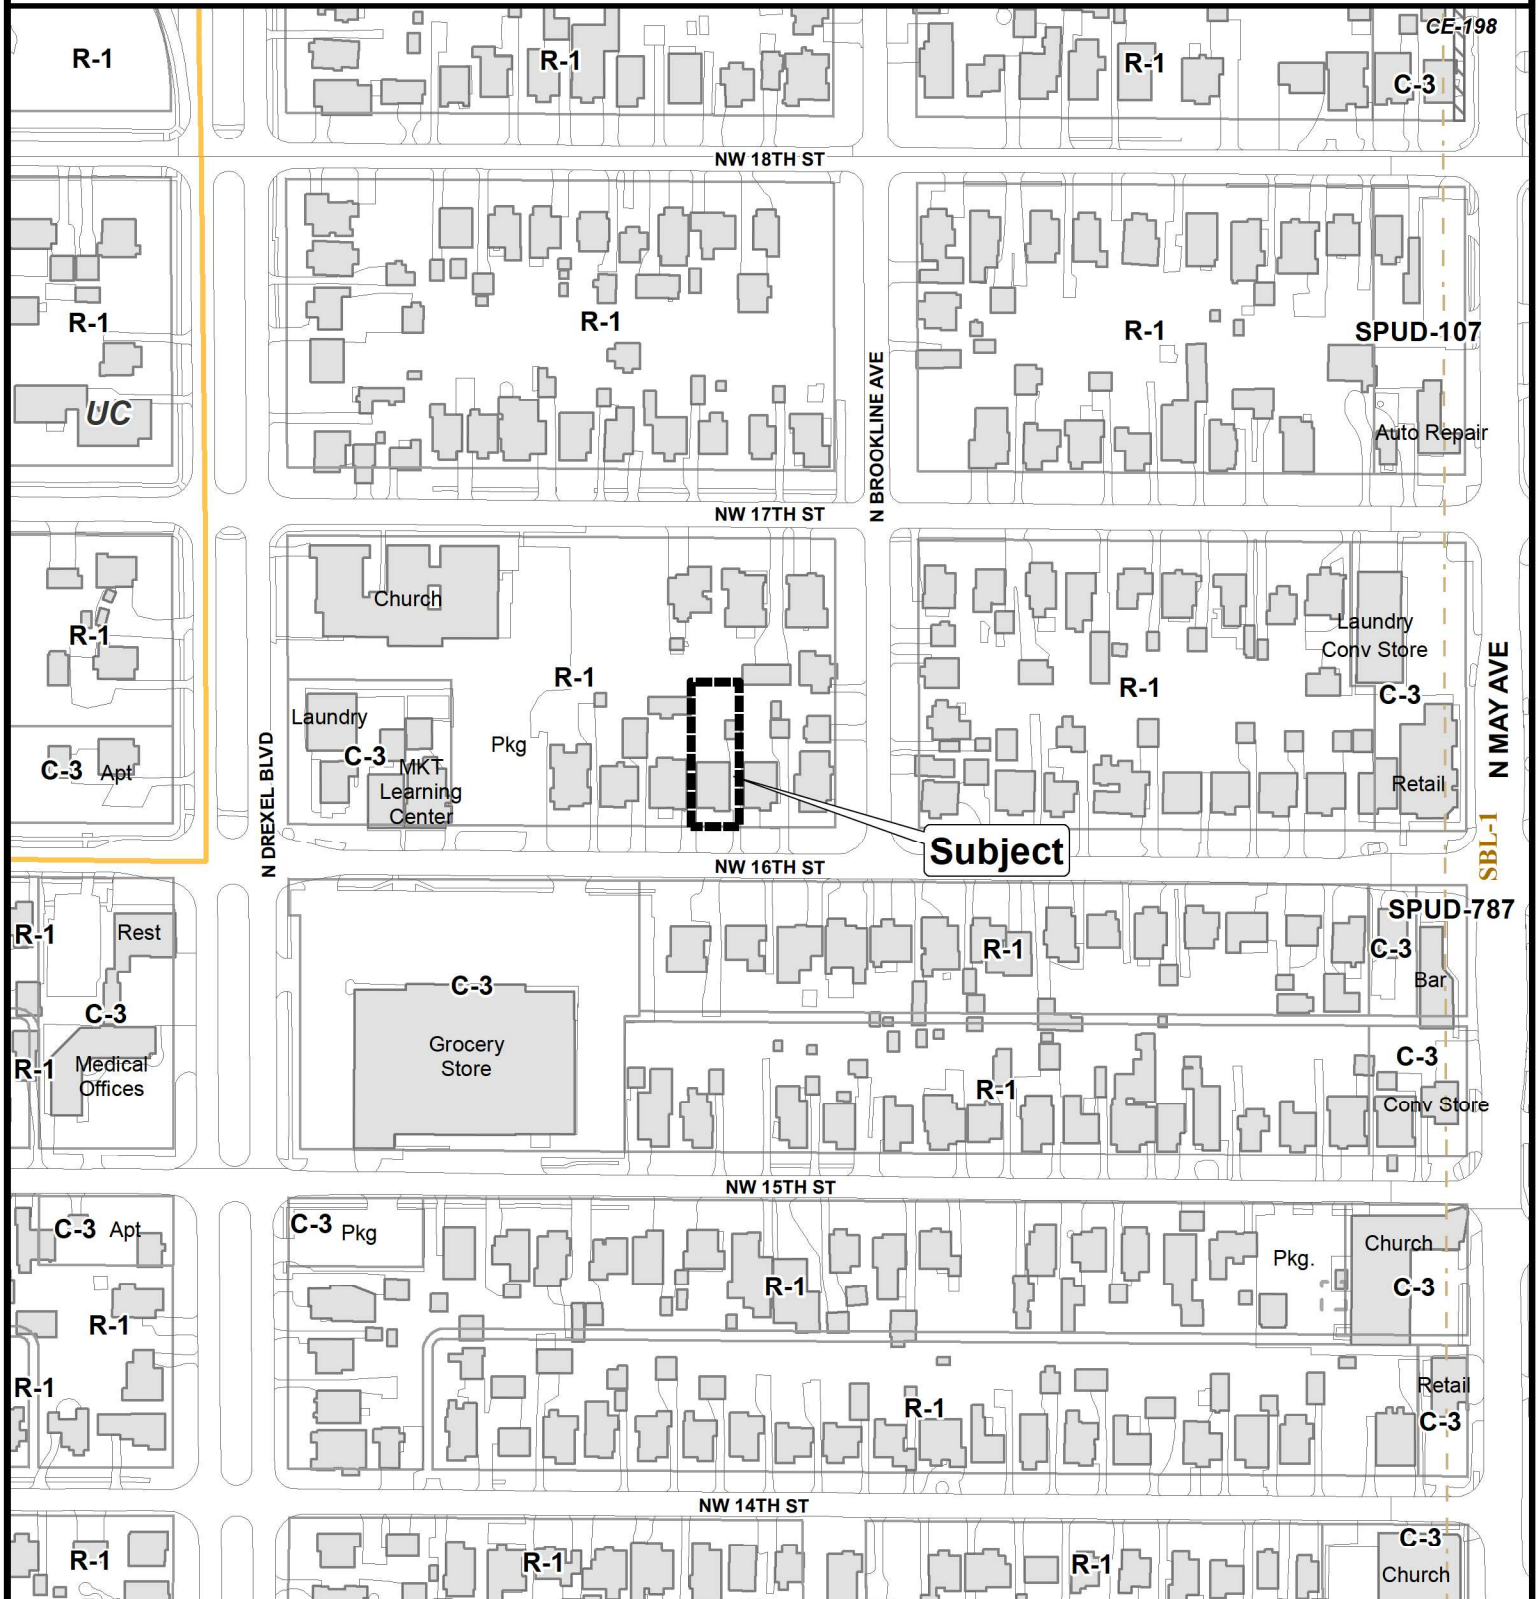 CE-198
R-1
R-1
R-1
C-3
NW 18TH ST
R-1
R-1
R-1
SPUD-107
UC
Auto Repair
N BROOKLINE AVE
NW 17TH ST
Church
R-1
Laundry
Conv Store
R-1
R-1
C-3
N MAY AVE
Laundry
C-3
Pkg
MKT
Learning
Center
C-3
Apt
Retail
N DREXEL BLVD
Subject
NW 16TH ST
SBL-1
SPUD-787
R-1
Rest
R-1
C-3
Bar
C-3
C-3
Grocery
Store
R-1
Medical
Offices
R-1
C-3
Conv Store
NW 15TH ST
C-3
Apt
C-3
Pkg
Church
Pkg.
R-1
C-3
R-1
R-1
Retail
R-1
C-3
NW 14TH ST
C-3
R-1
R-1
R-1
Church